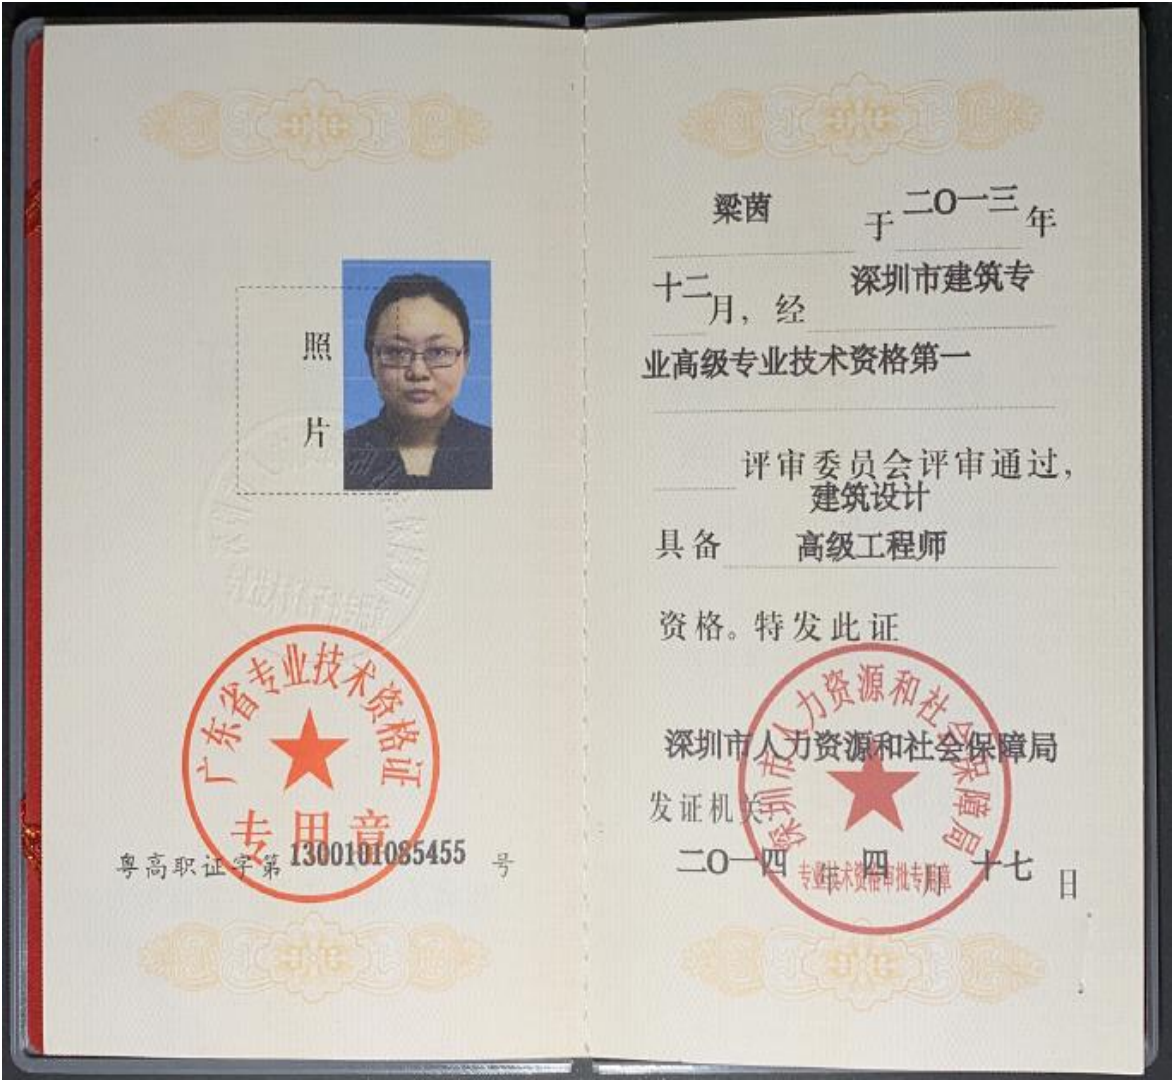 照
片
广东省专业技术资格证
专用章
粤高职证字第 1300101085455 号
梁茵 于 二〇一三 年
十二月，经 深圳市建筑专
业高级专业技术资格第一
评审委员会评审通过，
建筑设计
具备 高级工程师
资格。特发此证
深圳市人力资源和社会保障局
深圳市人力资源和社会保障局
发证机关
二〇一四 年 四 月 十七 日
专业技术资格审批专用章